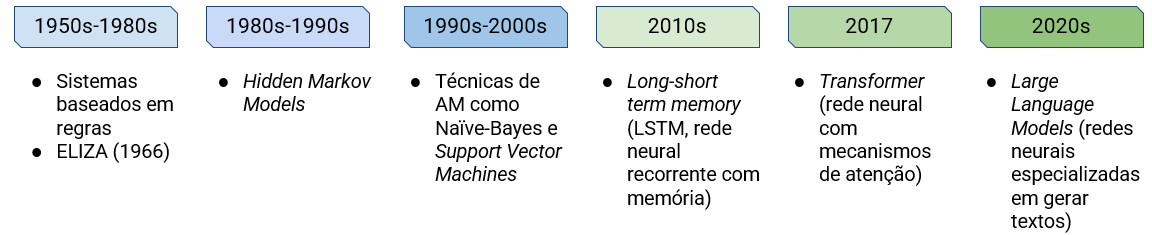 1950s-1980s
● Sistemas
baseados em
regras
● ELIZA (1966)
1980s-1990s
● Hidden Markov
Models
1990s-2000s
● Técnicas de
AM como
Naïve-Bayes e
Support Vector
Machines
2010s
● Long-short
term memory
(LSTM, rede
neural
recorrente com
memória)
2017
● Transformer
(rede neural
com
mecanismos
de atenção)
2020s
● Large
Language
Models (redes
neurais
especializadas
em gerar
textos)